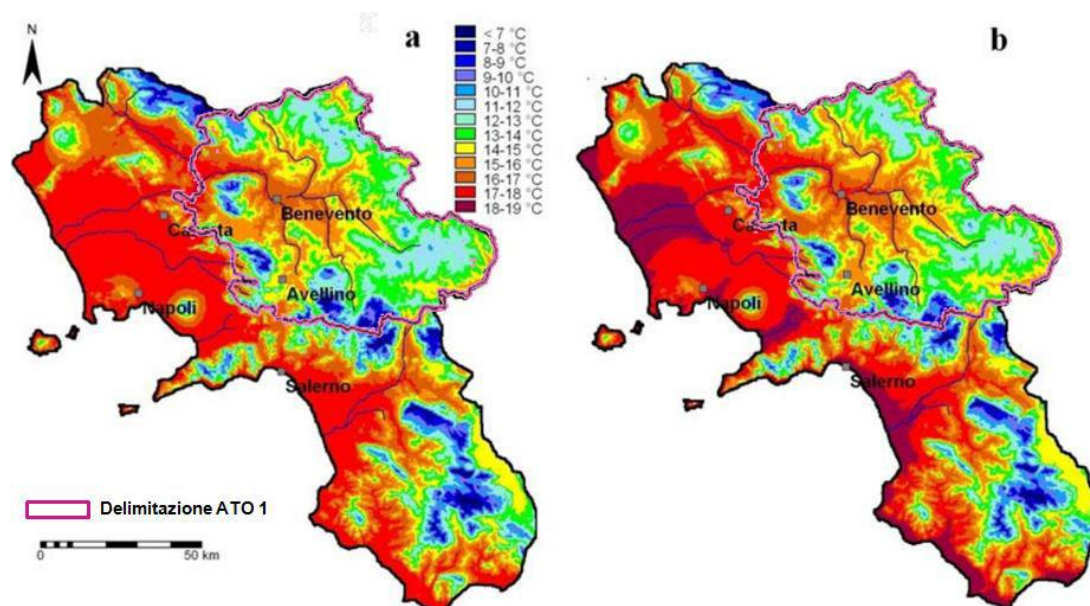 N
a
< 7 °C
7-8 °C
8-9 °C
9-10 °C
10-11 °C
11-12 °C
12-13 °C
13-14 °C
14-15 °C
15-16 °C
16-17 °C
17-18 °C
18-19 °C
Benevento
Caserta
Avellino
Napoli
Salerno
Delimitazione ATO 1
0 50 km
b
Benevento
Caserta
Avellino
Napoli
Salerno